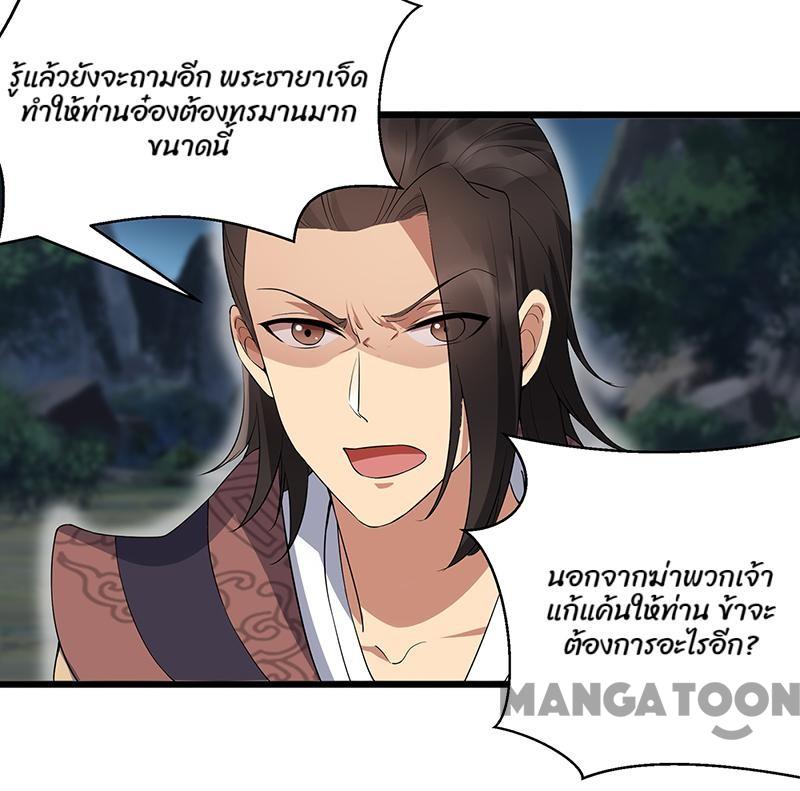 รู้แล้วยังจะถามอีก พระชายาเจ็ด
ทำให้ท่านอ๋องต้องทรมานมาก
ขนาดนี้
นอกจากฆ่าพวกเจ้า
แก้แค้นให้ท่าน ข้าจะ
ต้องการอะไรอีก?
MANGATOON